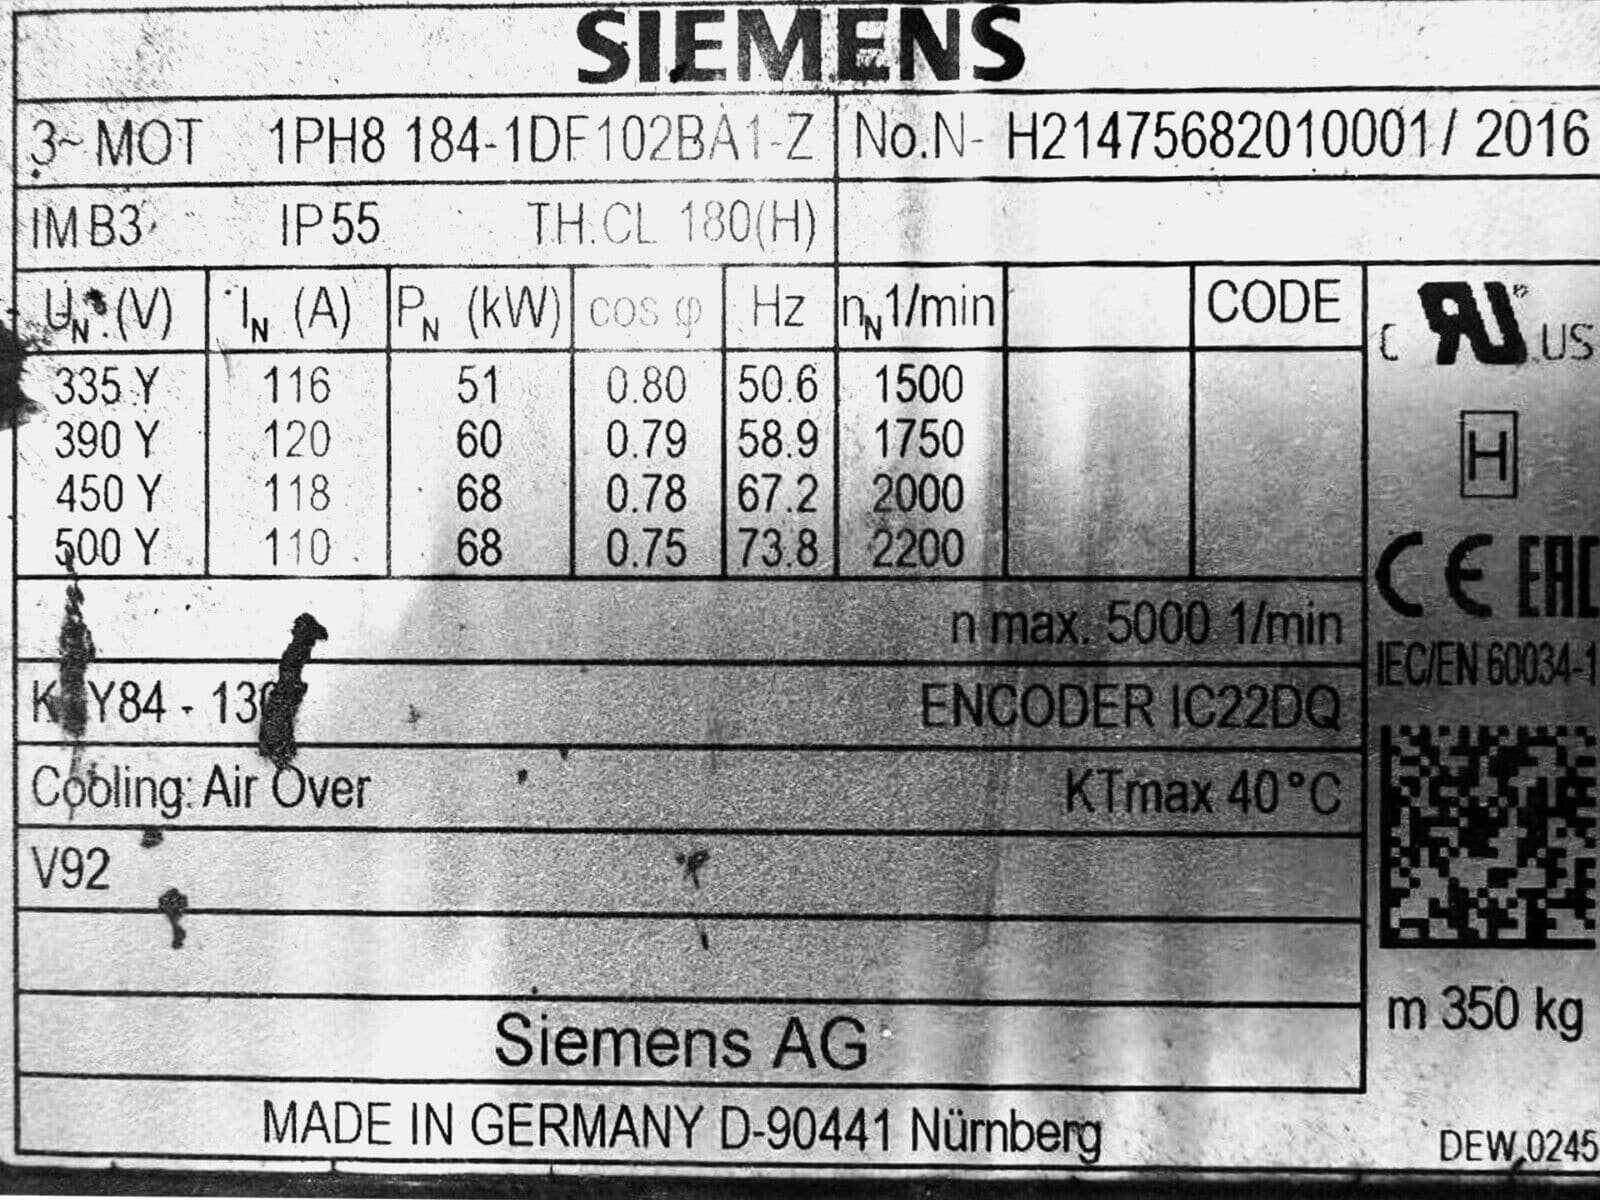 SIEMENS
3~ MOT 1PH8 184-1DF102BA1-Z No.N- H21475682010001/ 2016
IM B3 IP55 TH.CL 180(H)
UN (V) IN (A) PN (kW) cos φ Hz nN 1/min CODE
C RU® US
335 Y 116 51 0.80 50.6 1500
390 Y 120 60 0.79 58.9 1750
H
450 Y 118 68 0.78 67.2 2000
500 Y 110 68 0.75 73.8 2200
CE EAC
n max. 5000 1/min
IEC/EN 60034-1
Y84 - ENCODER IC22DQ
Cooling: Air Over KTmax 40°C
V92
m 350 kg
Siemens AG
MADE IN GERMANY D-90441 Nürnberg
DEW 0245